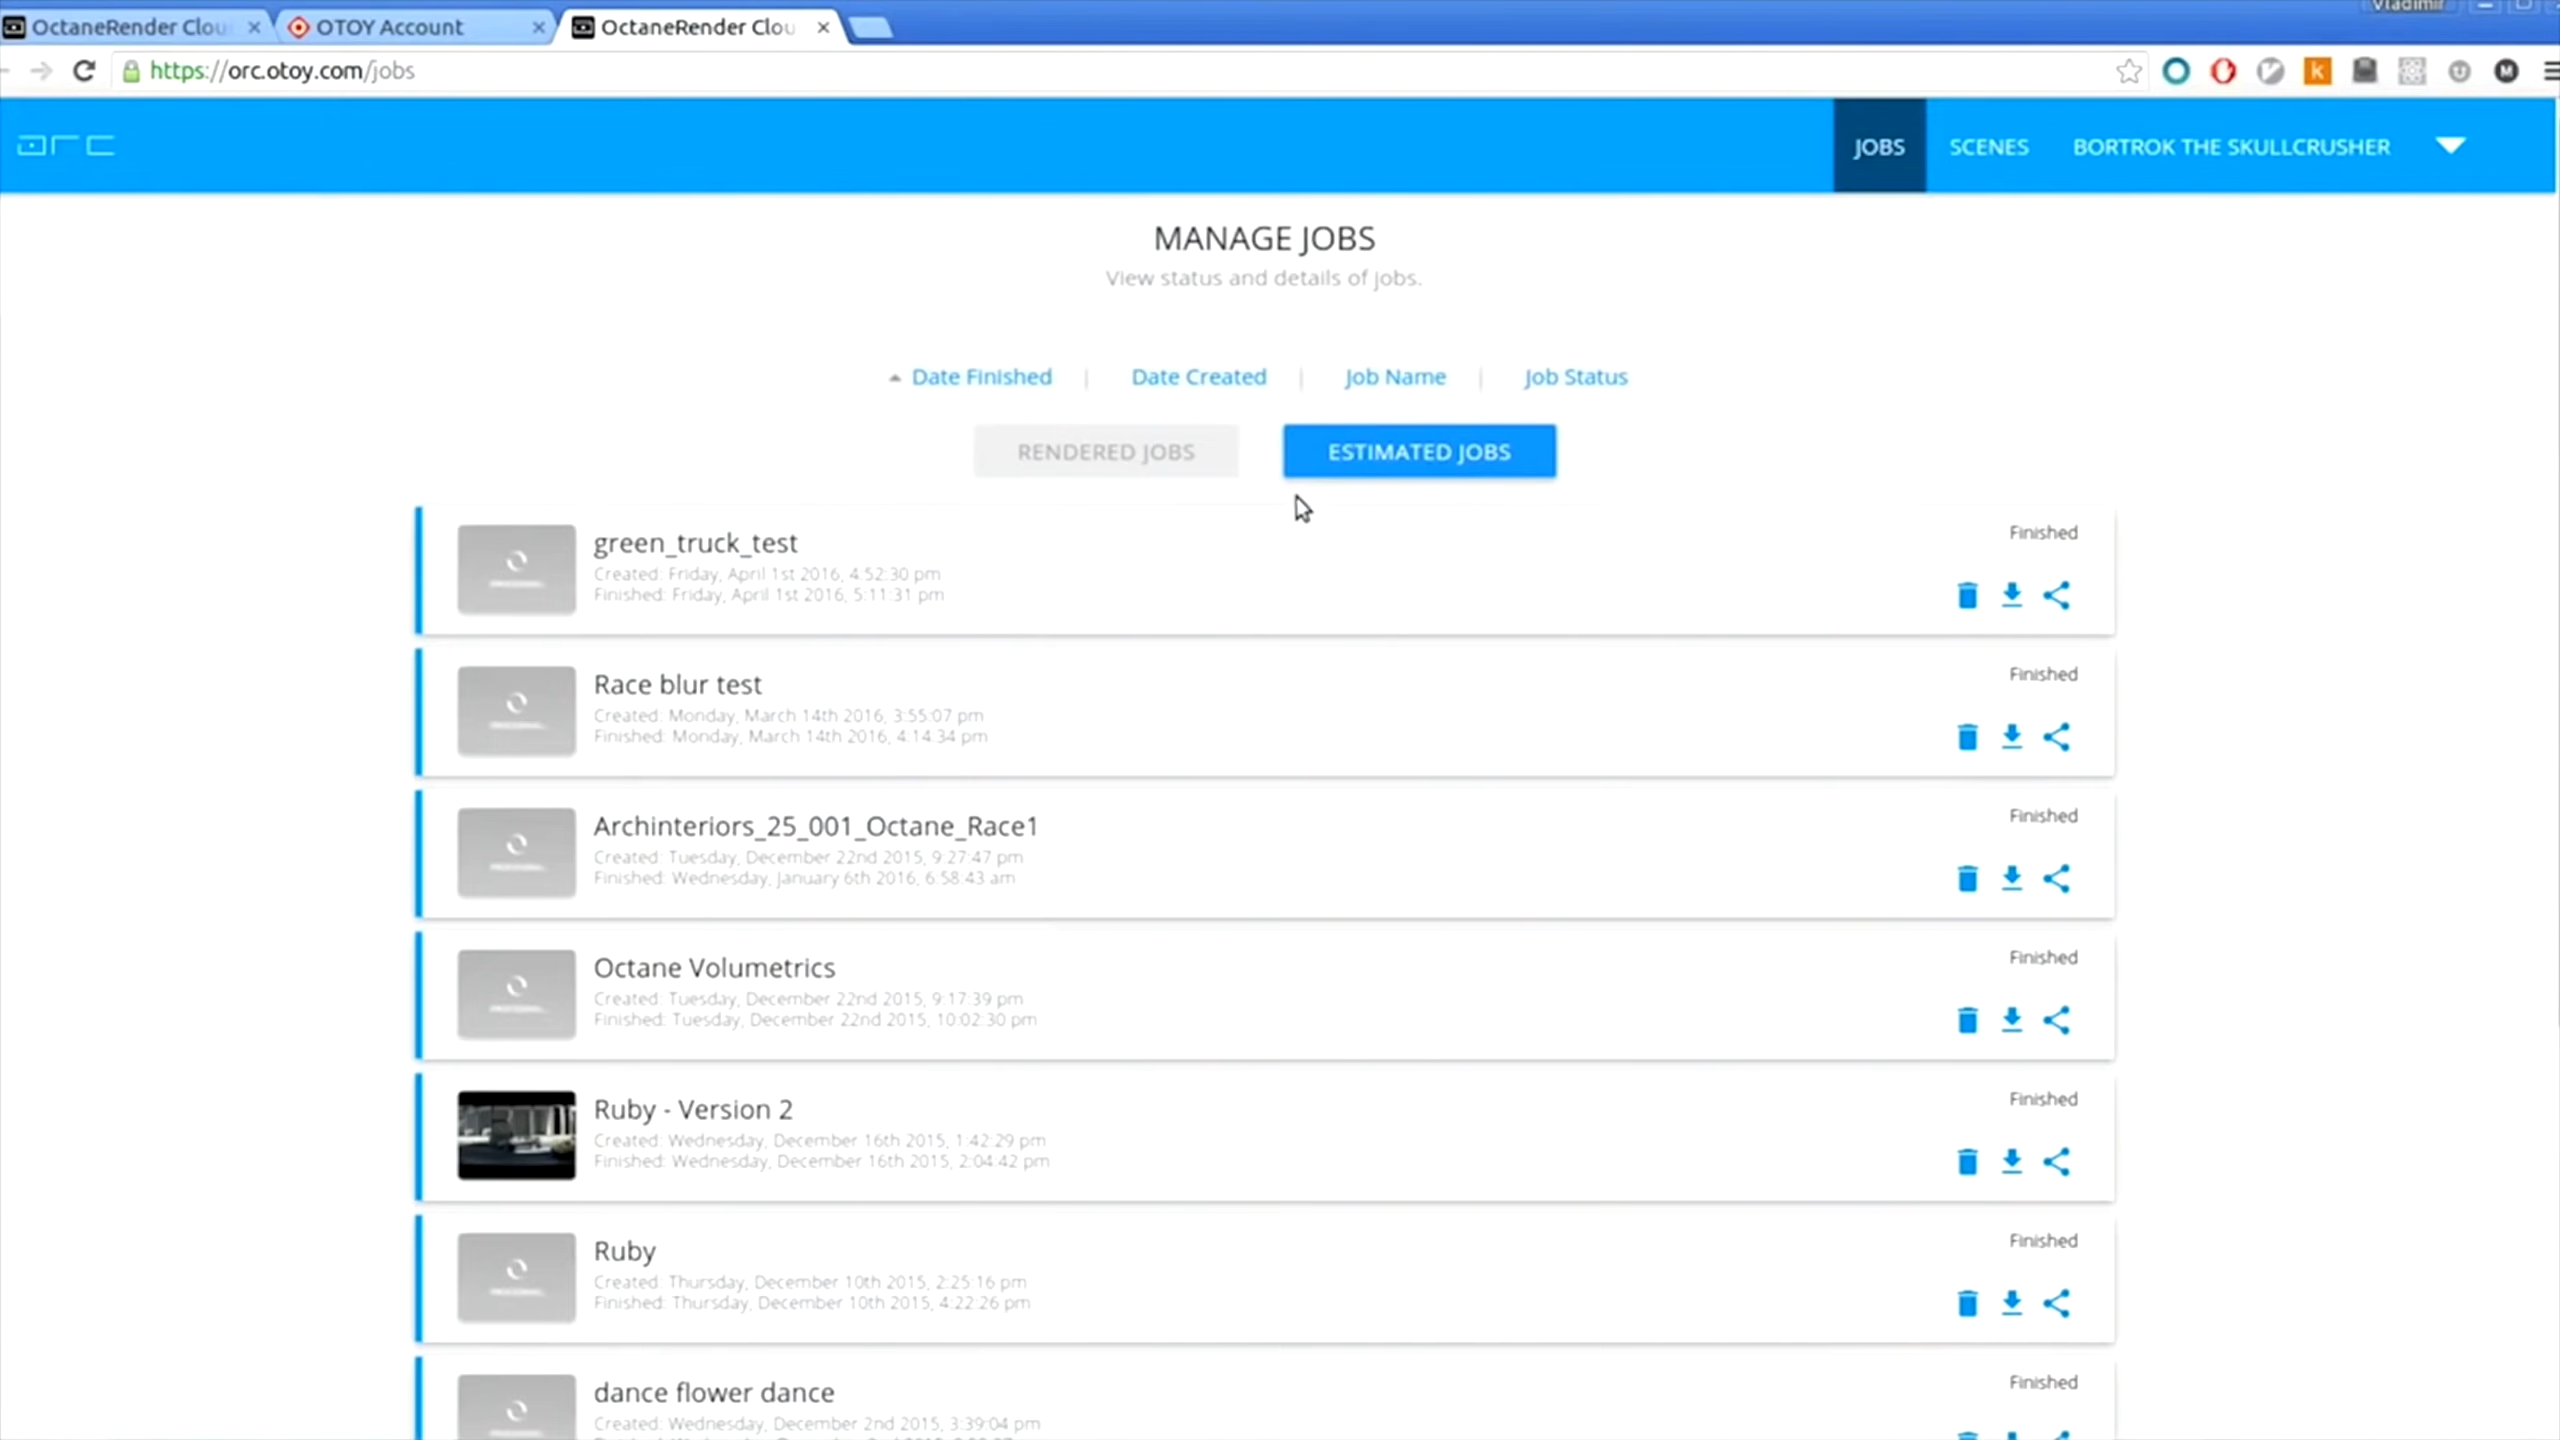 Vladimir
OctaneRender Clou
OTOY Account
OctaneRender Clou
https://orc.otoy.com/jobs
k
M
orc
JOBS
SCENES
BORTROK THE SKULLCRUSHER
MANAGE JOBS
View status and details of jobs.
Date Finished
Date Created
Job Name
Job Status
RENDERED JOBS
ESTIMATED JOBS
green_truck_test
Finished
Created: Friday, April 1st 2016, 4:52:30 pm
Finished: Friday, April 1st 2016, 5:11:31 pm
Race blur test
Finished
Created: Monday, March 14th 2016, 3:55:07 pm
Finished: Monday, March 14th 2016, 4:14:34 pm
Archinteriors_25_001_Octane_Race1
Finished
Created: Tuesday, December 22nd 2015, 9:27:47 pm
Finished: Wednesday, January 6th 2016, 6:58:43 am
Octane Volumetrics
Finished
Created: Tuesday, December 22nd 2015, 9:17:39 pm
Finished: Tuesday, December 22nd 2015, 10:02:30 pm
Ruby - Version 2
Finished
Created: Wednesday, December 16th 2015, 1:42:29 pm
Finished: Wednesday, December 16th 2015, 2:04:42 pm
Ruby
Finished
Created: Thursday, December 10th 2015, 2:25:16 pm
Finished: Thursday, December 10th 2015, 4:22:26 pm
dance flower dance
Finished
Created: Wednesday, December 2nd 2015, 3:39:04 pm